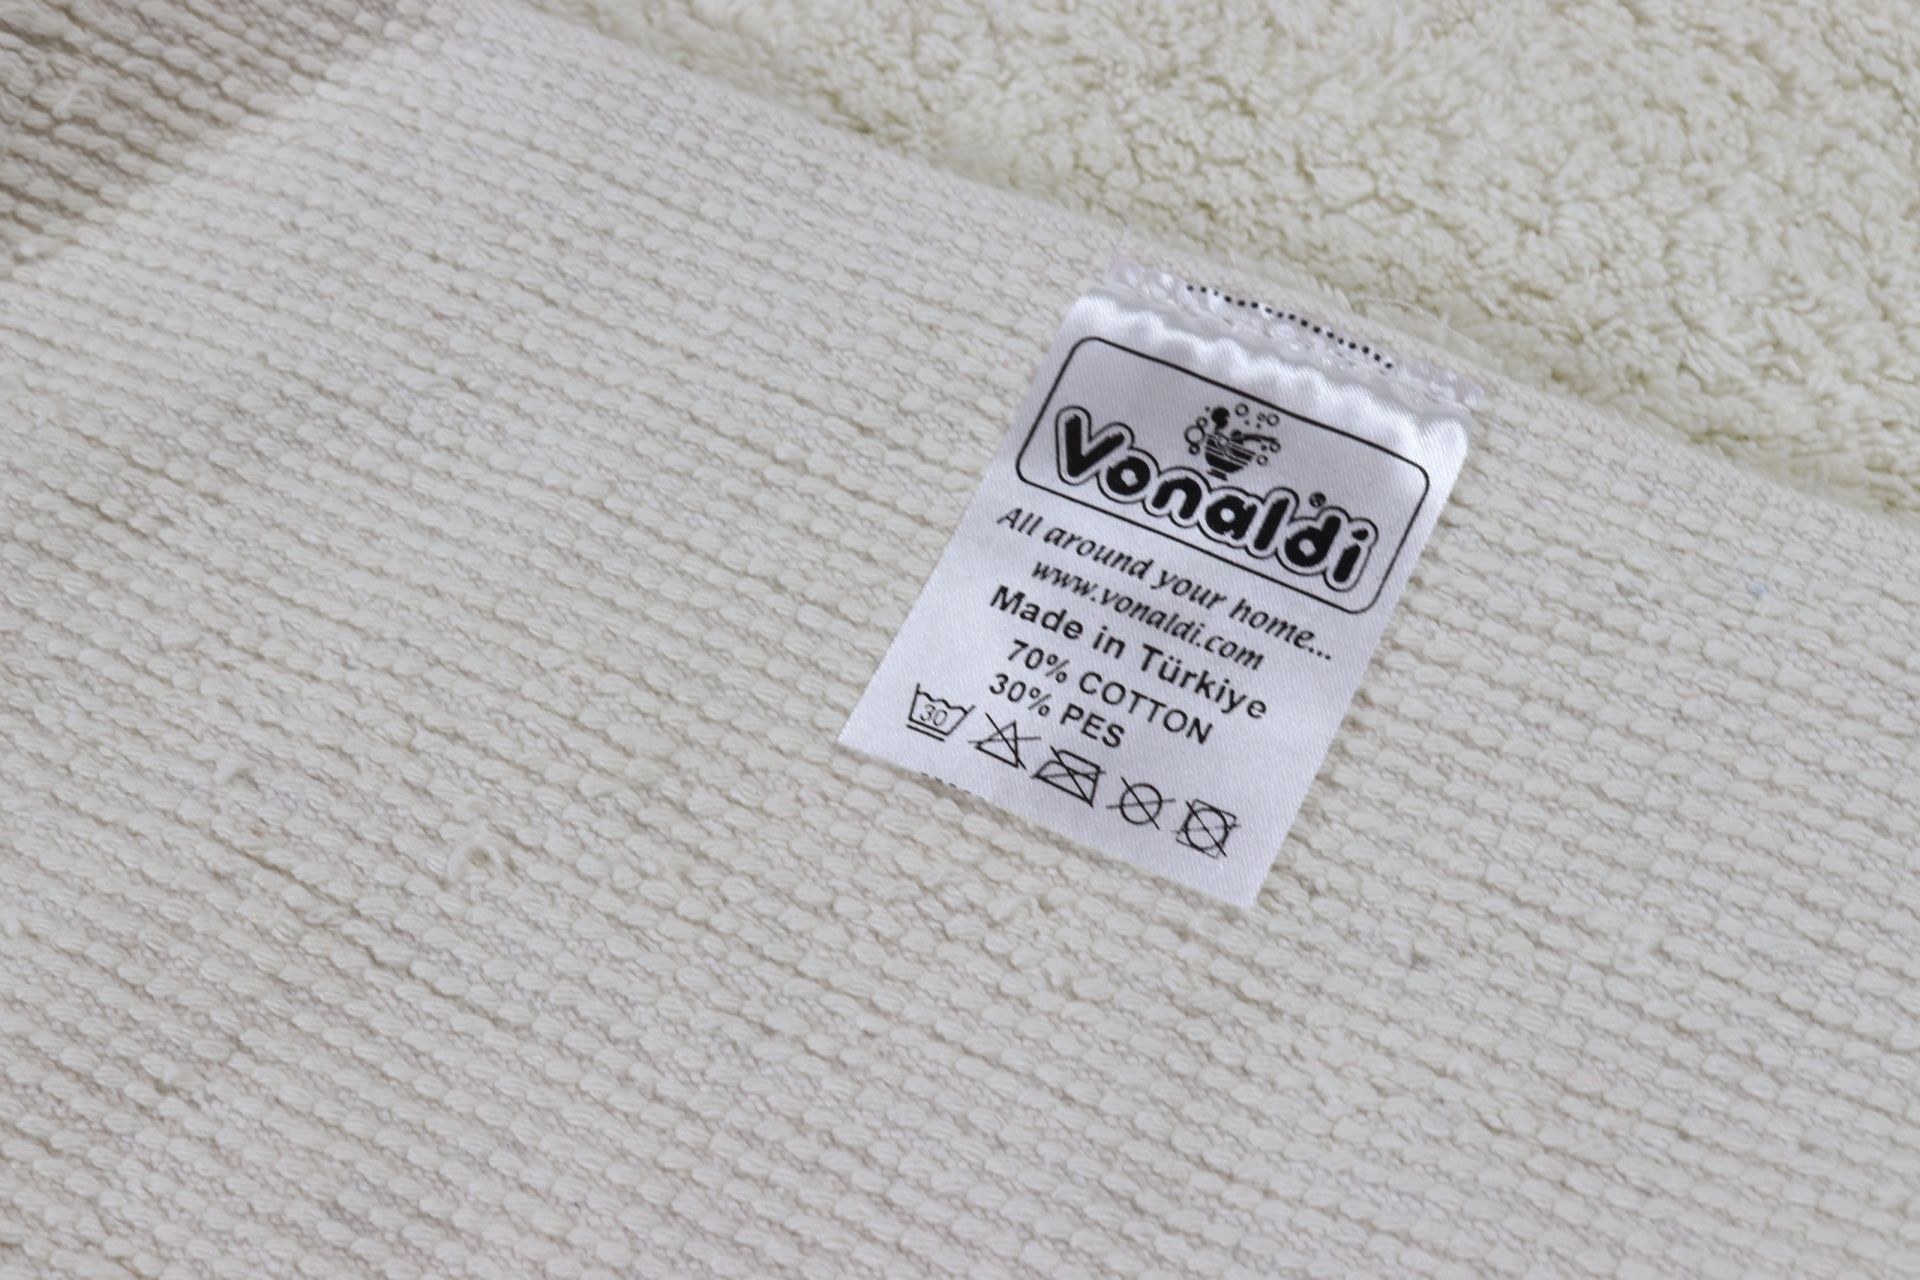 Vonaldi
All around your home...
www.vonaldi.com
Made in Türkiye
70% COTTON
30% PES
30